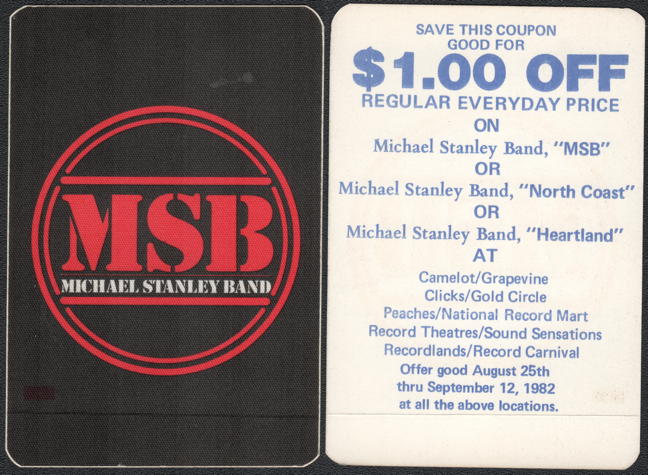 MSB
MICHAEL STANLEY BAND
SAVE THIS COUPON
GOOD FOR
$1.00 OFF
REGULAR EVERYDAY PRICE
ON
Michael Stanley Band, "MSB"
OR
Michael Stanley Band, "North Coast"
OR
Michael Stanley Band, "Heartland"
AT
Camelot/Grapevine
Clicks/Gold Circle
Peaches/National Record Mart
Record Theatres/Sound Sensations
Recordlands/Record Carnival
Offer good August 25th
thru September 12, 1982
at all the above locations.